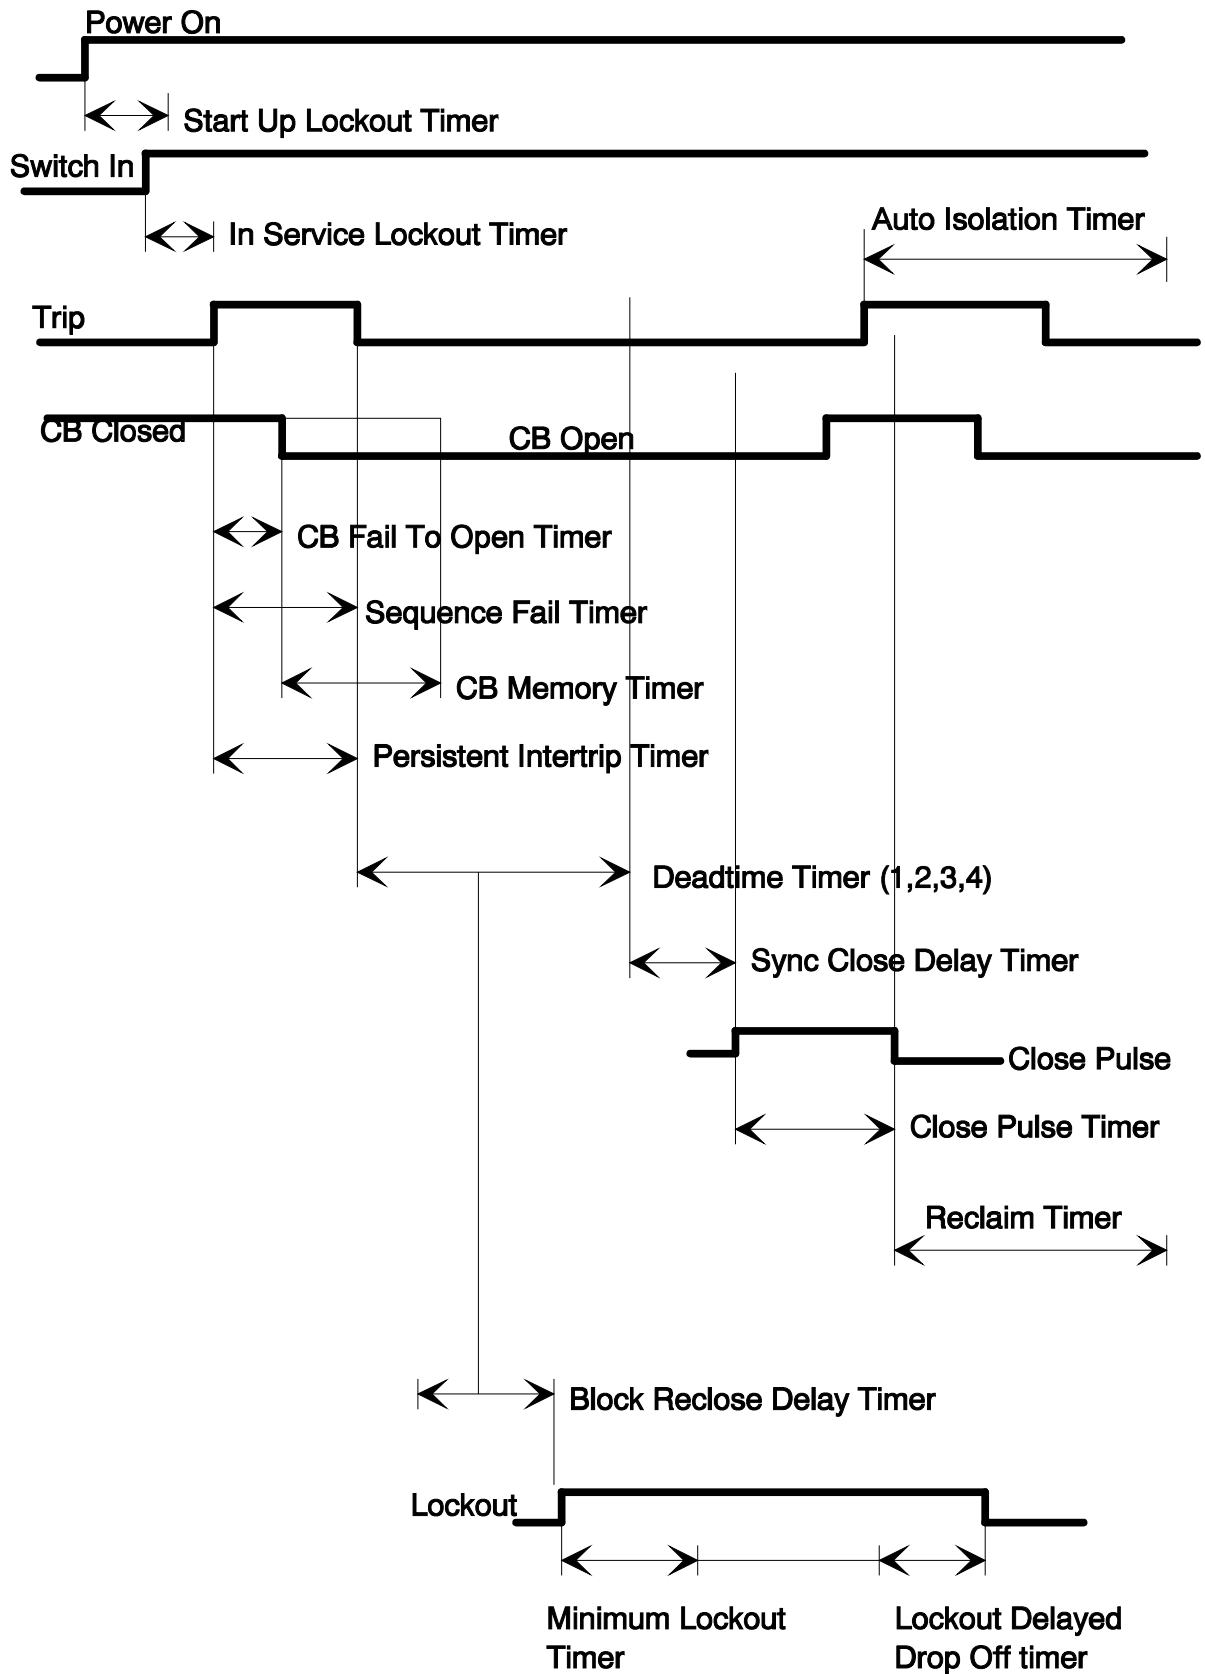 Power On
Start Up Lockout Timer
Switch In
In Service Lockout Timer
Auto Isolation Timer
Trip
CB Closed
CB Open
CB Fail To Open Timer
Sequence Fail Timer
CB Memory Timer
Persistent Intertrip Timer
Deadtime Timer (1,2,3,4)
Sync Close Delay Timer
Close Pulse
Close Pulse Timer
Reclaim Timer
Block Reclose Delay Timer
Lockout
Minimum Lockout
Timer
Lockout Delayed
Drop Off timer